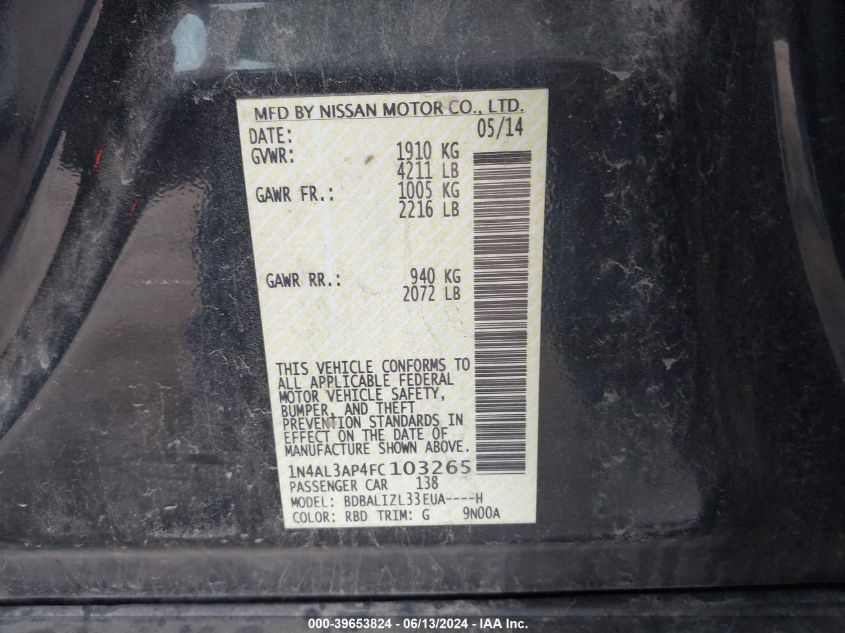 MFD BY NISSAN MOTOR CO., LTD.
DATE: 05/14
GVWR: 1910 KG
4211 LB
GAWR FR.: 1005 KG
2216 LB
GAWR RR.: 940 KG
2072 LB
THIS VEHICLE CONFORMS TO
ALL APPLICABLE FEDERAL
MOTOR VEHICLE SAFETY,
BUMPER, AND THEFT
PREVENTION STANDARDS IN
EFFECT ON THE DATE OF
MANUFACTURE SHOWN ABOVE.
1N4AL3AP4FC103265
PASSENGER CAR 138
MODEL: BDBALIZL33EUA----H
COLOR: RBD TRIM: G 9N00A
000-39653824 - 06/13/2024 - IAA Inc.